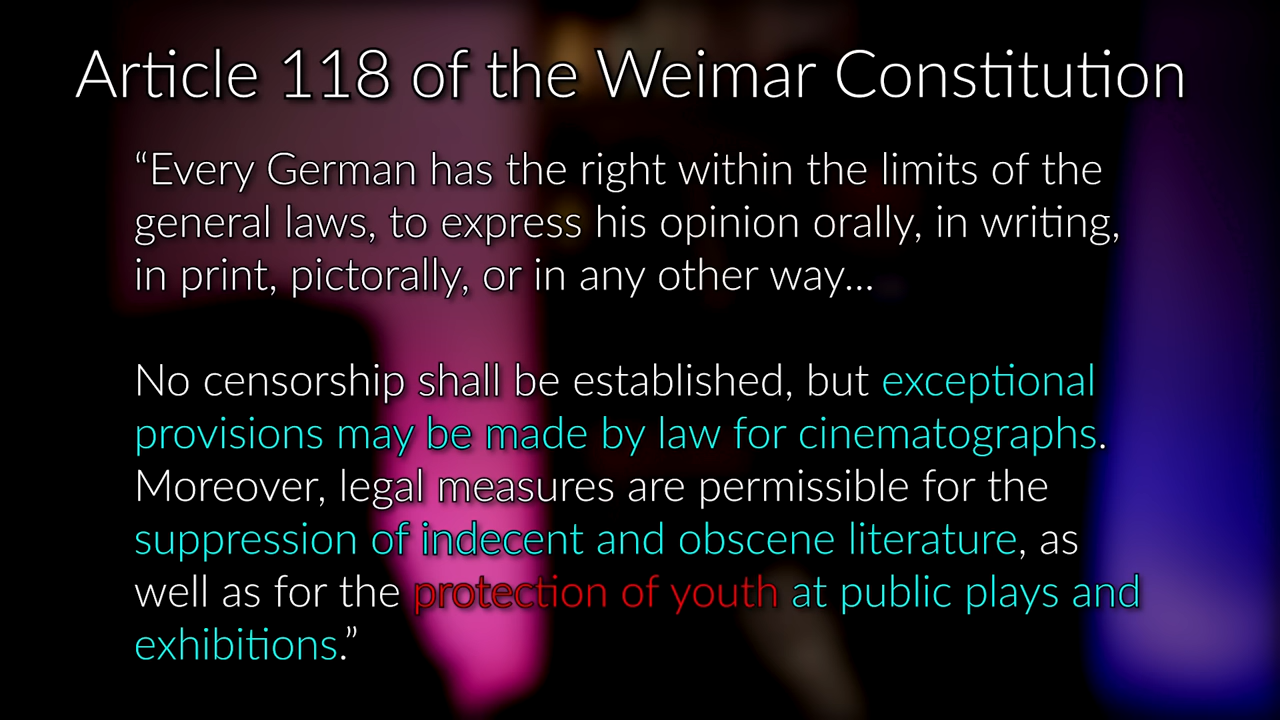 Article 118 of the Weimar Constitution
“Every German has the right within the limits of the
general laws, to express his opinion orally, in writing,
in print, pictorally, or in any other way...
No censorship shall be established, but exceptional
provisions may be made by law for cinematographs.
Moreover, legal measures are permissible for the
suppression of indecent and obscene literature, as
well as for the protection of youth at public plays and
exhibitions.”